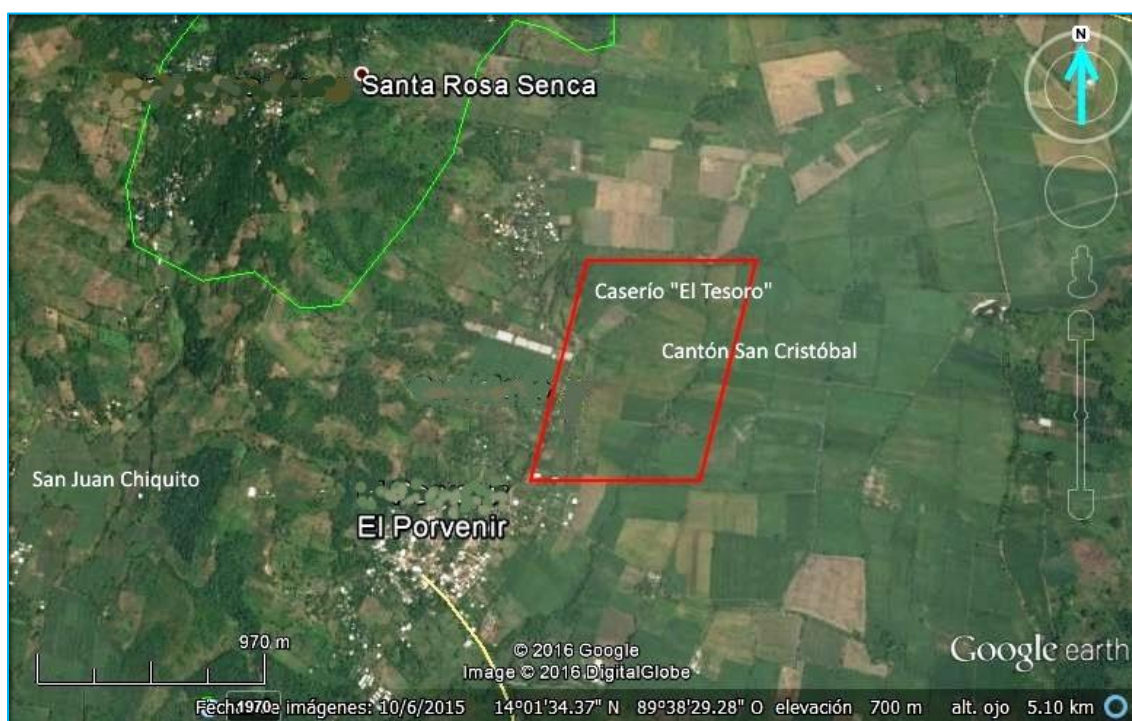 N
Santa Rosa Senca
Caserío "El Tesoro"
Cantón San Cristóbal
San Juan Chiquito
El Porvenir
970 m
© 2016 Google
Image © 2016 DigitalGlobe
Google earth
1970
imágenes: 10/6/2015 14°01'34.37" N 89°38'29.28" O elevación 700 m alt. ojo 5.10 km